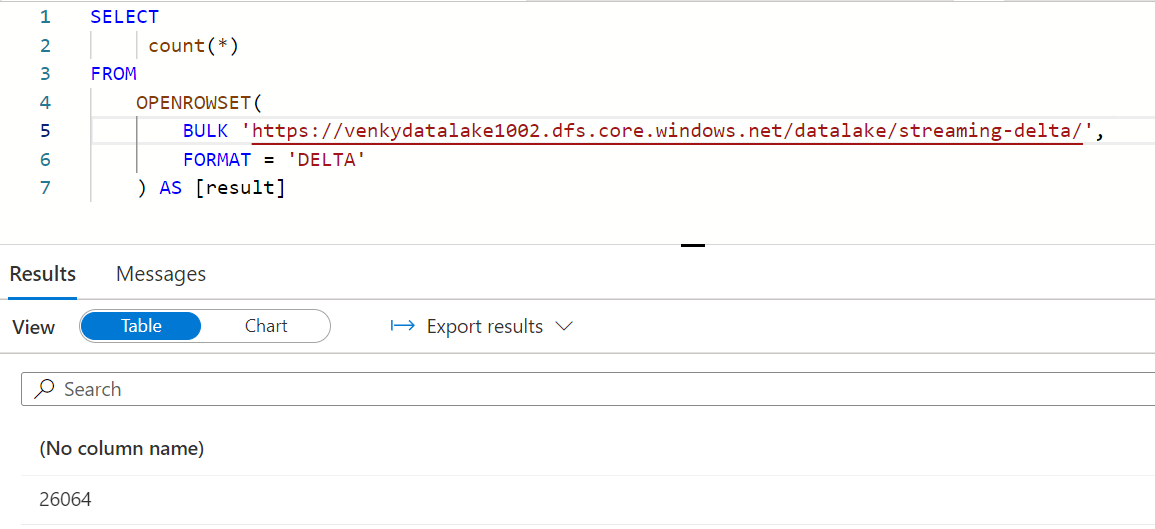 1 SELECT
2 count(*)
3 FROM
4 OPENROWSET(
5 BULK 'https://venkydatalake1002.dfs.core.windows.net/datalake/streaming-delta/',
6 FORMAT = 'DELTA'
7 ) AS [result]
Results Messages
View Table Chart Export results
Search
(No column name)
26064